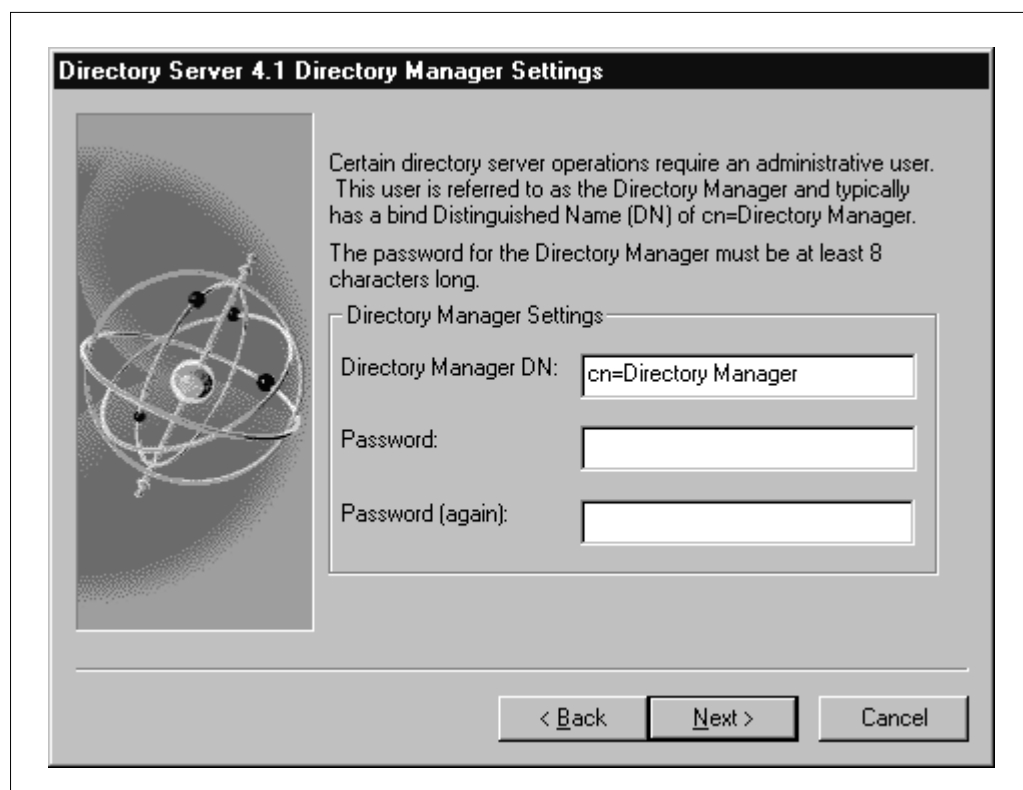 Directory Server 4.1 Directory Manager Settings
Certain directory server operations require an administrative user.
This user is referred to as the Directory Manager and typically
has a bind Distinguished Name (DN) of cn=Directory Manager.
The password for the Directory Manager must be at least 8
characters long.
Directory Manager Settings
Directory Manager DN:
cn=Directory Manager
Password:
Password (again):
< Back
Next >
Cancel